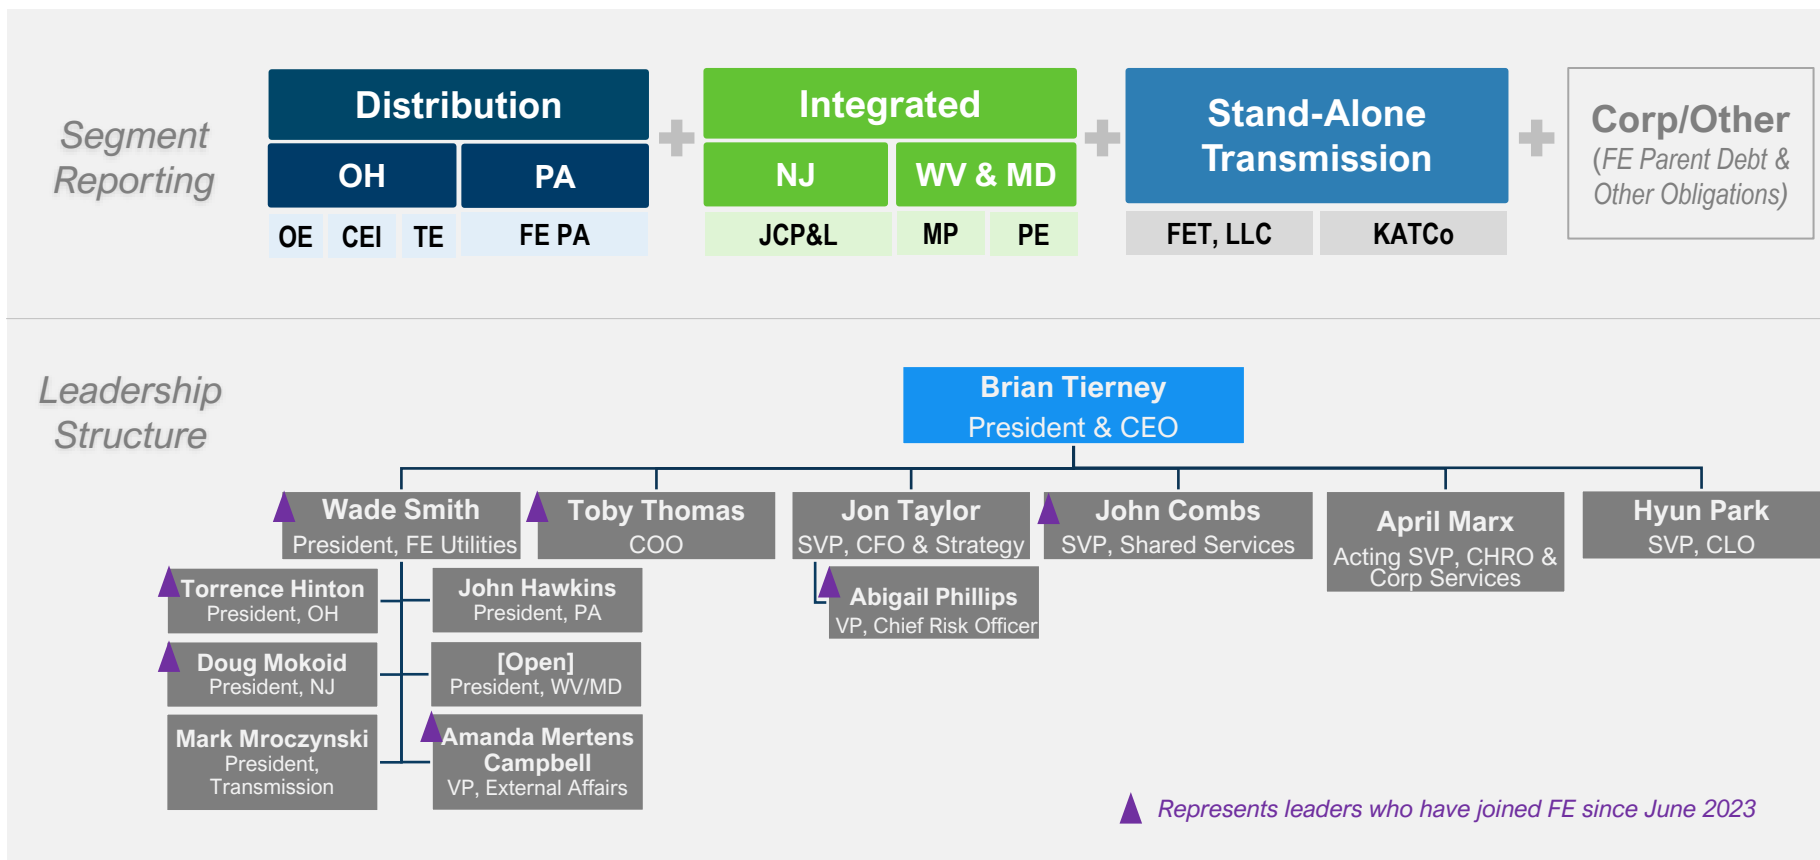 Segment
Reporting
Distribution
OH
PA
OE
CEI
TE
FE PA
Integrated
NJ
WV & MD
JCP&L
MP
PE
Stand-Alone
Transmission
FET, LLC
KATCo
Corp/Other
(FE Parent Debt &
Other Obligations)
Leadership
Structure
Brian Tierney
President & CEO
Wade Smith
President, FE Utilities
Toby Thomas
COO
Jon Taylor
SVP, CFO & Strategy
John Combs
SVP, Shared Services
April Marx
Acting SVP, CHRO &
Corp Services
Hyun Park
SVP, CLO
Torrence Hinton
President, OH
John Hawkins
President, PA
Abigail Phillips
VP, Chief Risk Officer
Doug Mokoid
President, NJ
[Open]
President, WV/MD
Mark Mroczynski
President,
Transmission
Amanda Mertens
Campbell
VP, External Affairs
Represents leaders who have joined FE since June 2023